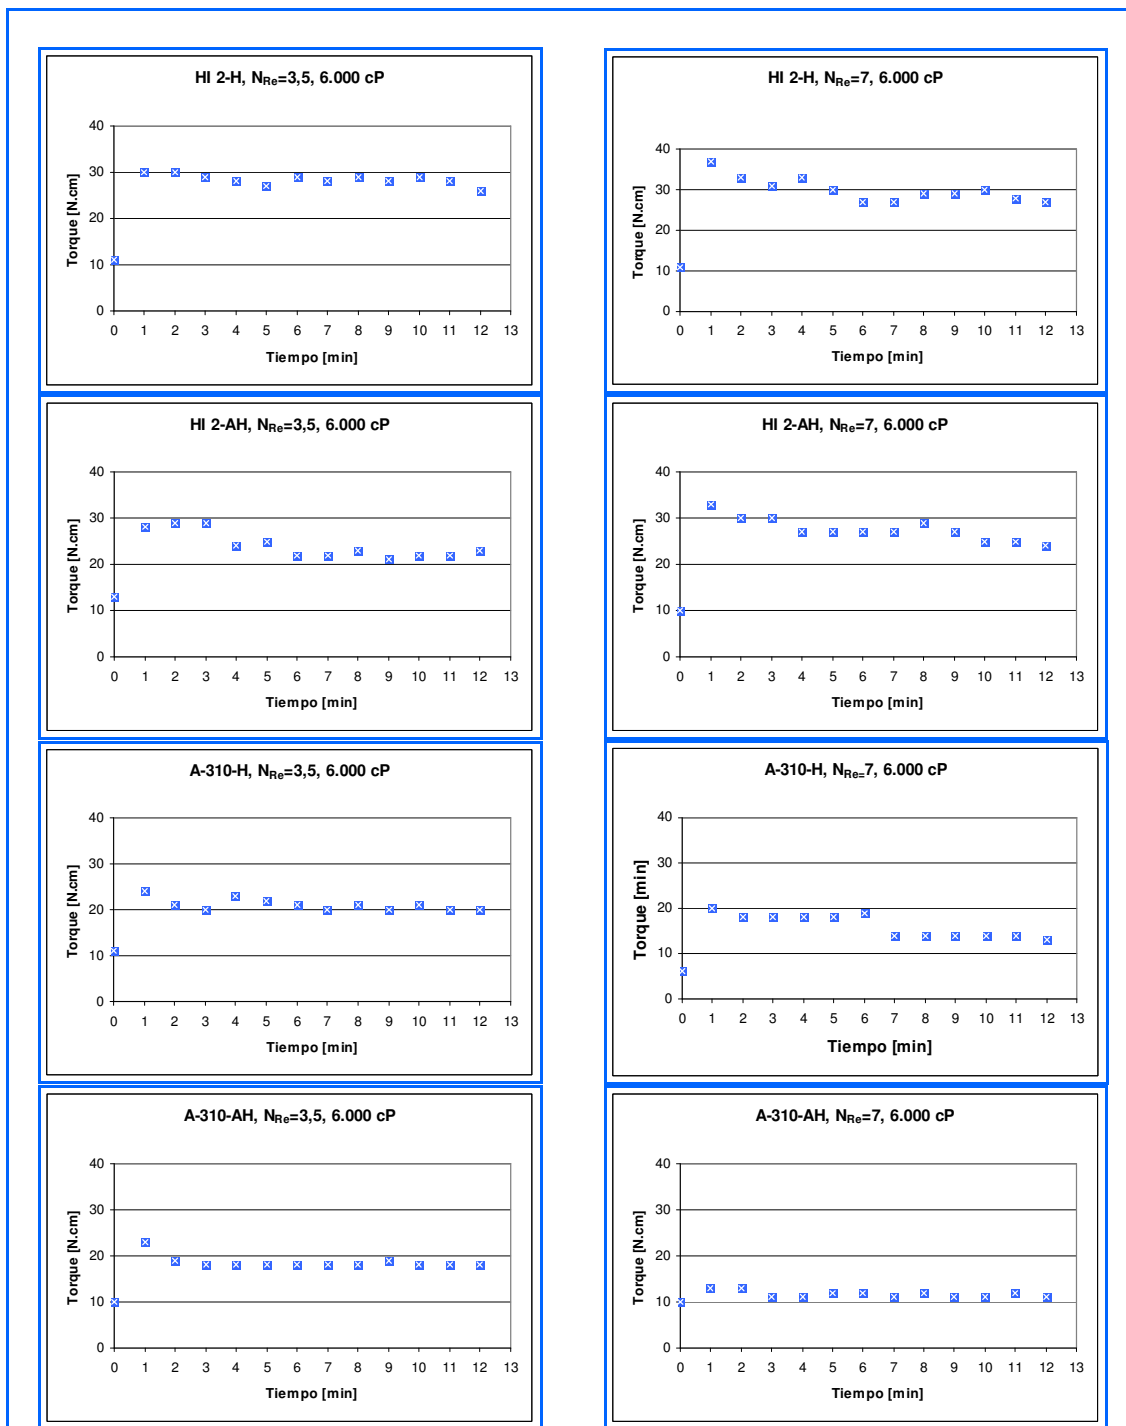 HI 2-H, NRe=3,5, 6.000 cP
40
30
20
10
0
Torque [N.cm]
0 1 2 3 4 5 6 7 8 9 10 11 12 13
Tiempo [min]
HI 2-H, NRe=7, 6.000 cP
40
30
20
10
0
Torque [N.cm]
0 1 2 3 4 5 6 7 8 9 10 11 12 13
Tiempo [min]
HI 2-AH, NRe=3,5, 6.000 cP
40
30
20
10
0
Torque [N.cm]
0 1 2 3 4 5 6 7 8 9 10 11 12 13
Tiempo [min]
HI 2-AH, NRe=7, 6.000 cP
40
30
20
10
0
Torque [N.cm]
0 1 2 3 4 5 6 7 8 9 10 11 12 13
Tiempo [min]
A-310-H, NRe=3,5, 6.000 cP
40
30
20
10
0
Torque [N.cm]
0 1 2 3 4 5 6 7 8 9 10 11 12 13
Tiempo [min]
A-310-H, NRe=7, 6.000 cP
40
30
20
10
0
Torque [min]
0 1 2 3 4 5 6 7 8 9 10 11 12 13
Tiempo [min]
A-310-AH, NRe=3,5, 6.000 cP
40
30
20
10
0
Torque [N.cm]
0 1 2 3 4 5 6 7 8 9 10 11 12 13
Tiempo [min]
A-310-AH, NRe=7, 6.000 cP
40
30
20
10
0
Torque [N.cm]
0 1 2 3 4 5 6 7 8 9 10 11 12 13
Tiempo [min]